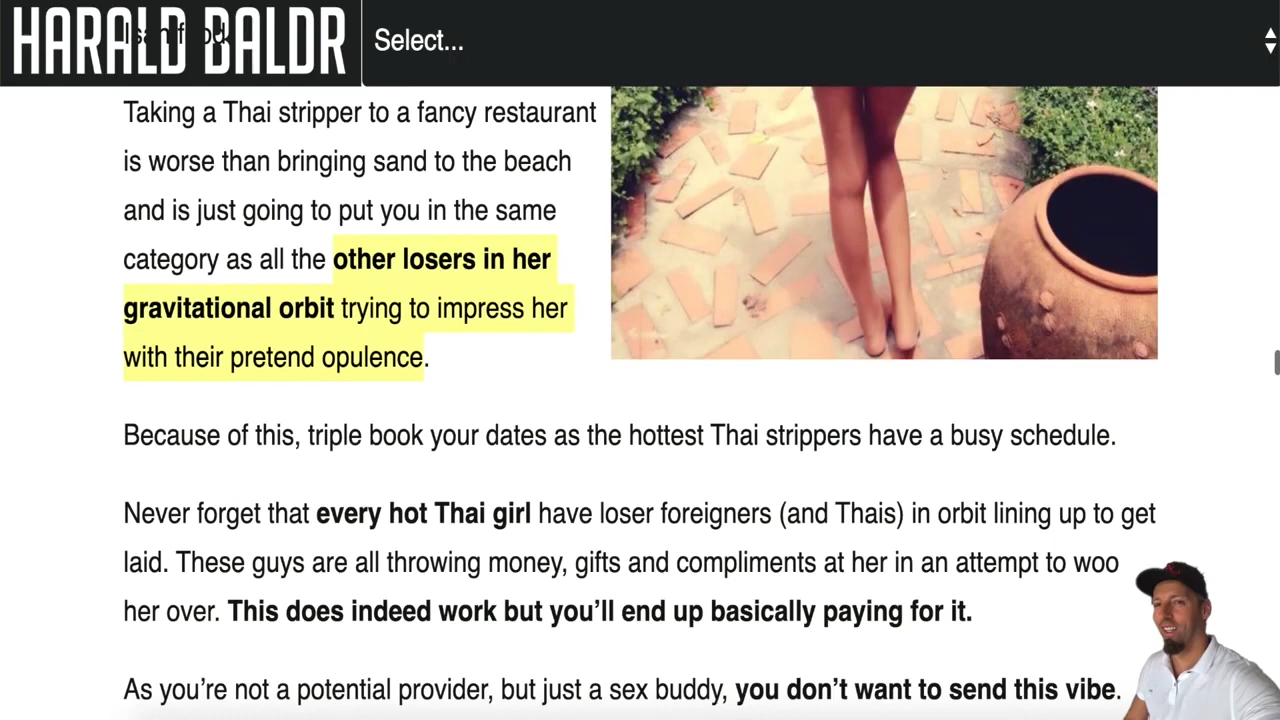 HARALD BALDR
Select...
Isan food.
Taking a Thai stripper to a fancy restaurant
is worse than bringing sand to the beach
and is just going to put you in the same
category as all the other losers in her
gravitational orbit trying to impress her
with their pretend opulence.
Because of this, triple book your dates as the hottest Thai strippers have a busy schedule.
Never forget that every hot Thai girl have loser foreigners (and Thais) in orbit lining up to get
laid. These guys are all throwing money, gifts and compliments at her in an attempt to woo
her over. This does indeed work but you'll end up basically paying for it.
As you're not a potential provider, but just a sex buddy, you don't want to send this vibe.